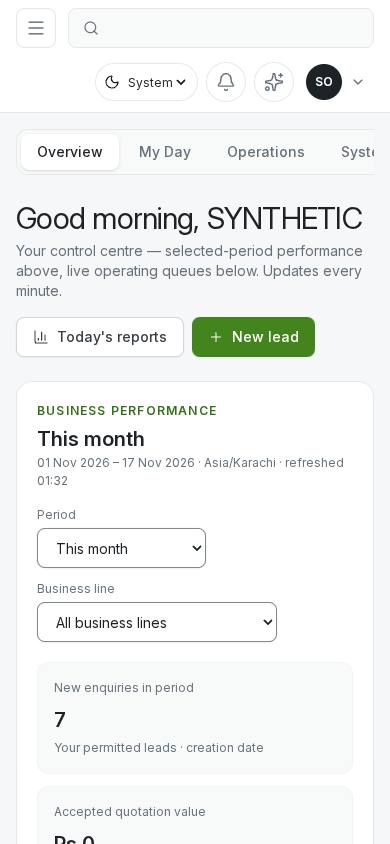 System
SO
Overview
My Day
Operations
Good morning, SYNTHETIC
Your control centre — selected-period performance
above, live operating queues below. Updates every
minute.
Today's reports
New lead
BUSINESS PERFORMANCE
This month
01 Nov 2026 – 17 Nov 2026 · Asia/Karachi · refreshed
01:32
Period
This month
Business line
All business lines
New enquiries in period
7
Your permitted leads · creation date
Accepted quotation value
Rs 0